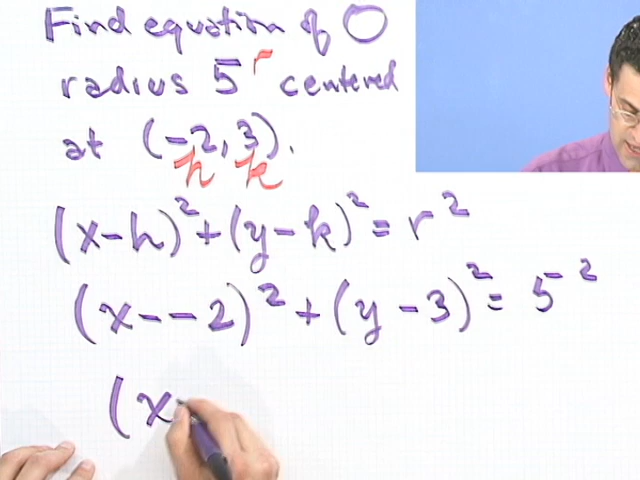 Find equation of ◯
radius 5 r centered
at (-2, 3).
h k
(x-h)²+(y-k)²=r²
(x--2)²+(y-3)²=5²
(x